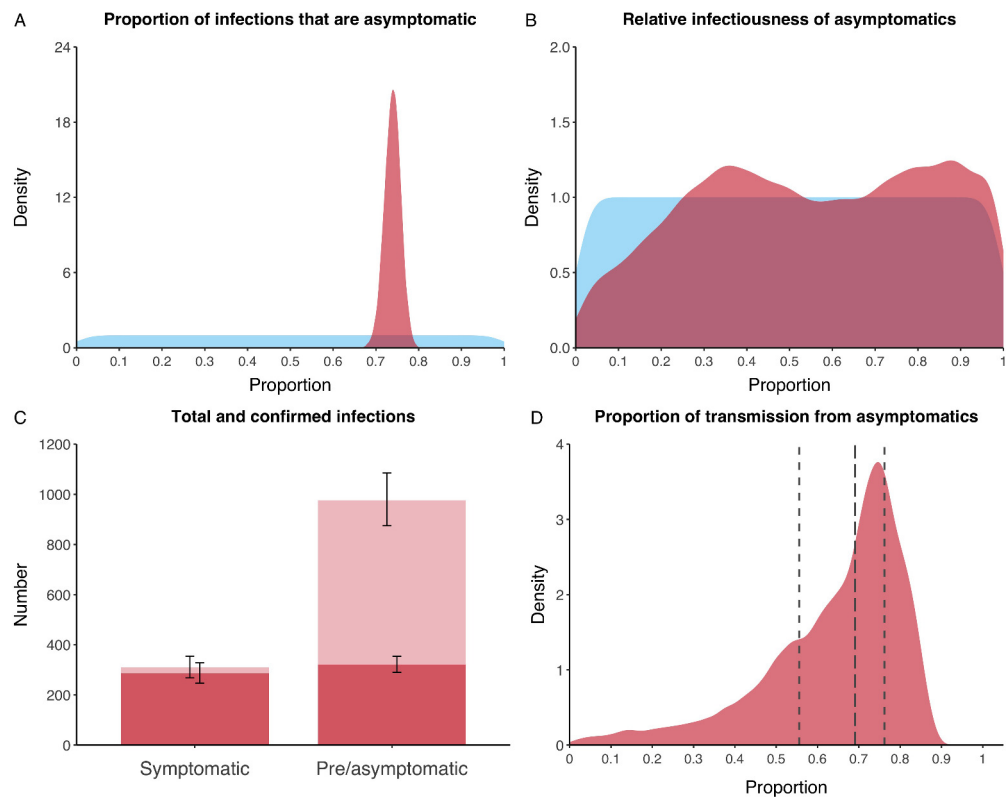 A
Proportion of infections that are asymptomatic
24
18
12
6
0
Density
0 0.1 0.2 0.3 0.4 0.5 0.6 0.7 0.8 0.9 1
Proportion
B
Relative infectiousness of asymptomatics
2.0
1.5
1.0
0.5
0.0
Density
0 0.1 0.2 0.3 0.4 0.5 0.6 0.7 0.8 0.9 1
Proportion
C
Total and confirmed infections
1200
1000
800
600
400
200
0
Number
Symptomatic Pre/asymptomatic
D
Proportion of transmission from asymptomatics
4
3
2
1
0
Density
0 0.1 0.2 0.3 0.4 0.5 0.6 0.7 0.8 0.9 1
Proportion